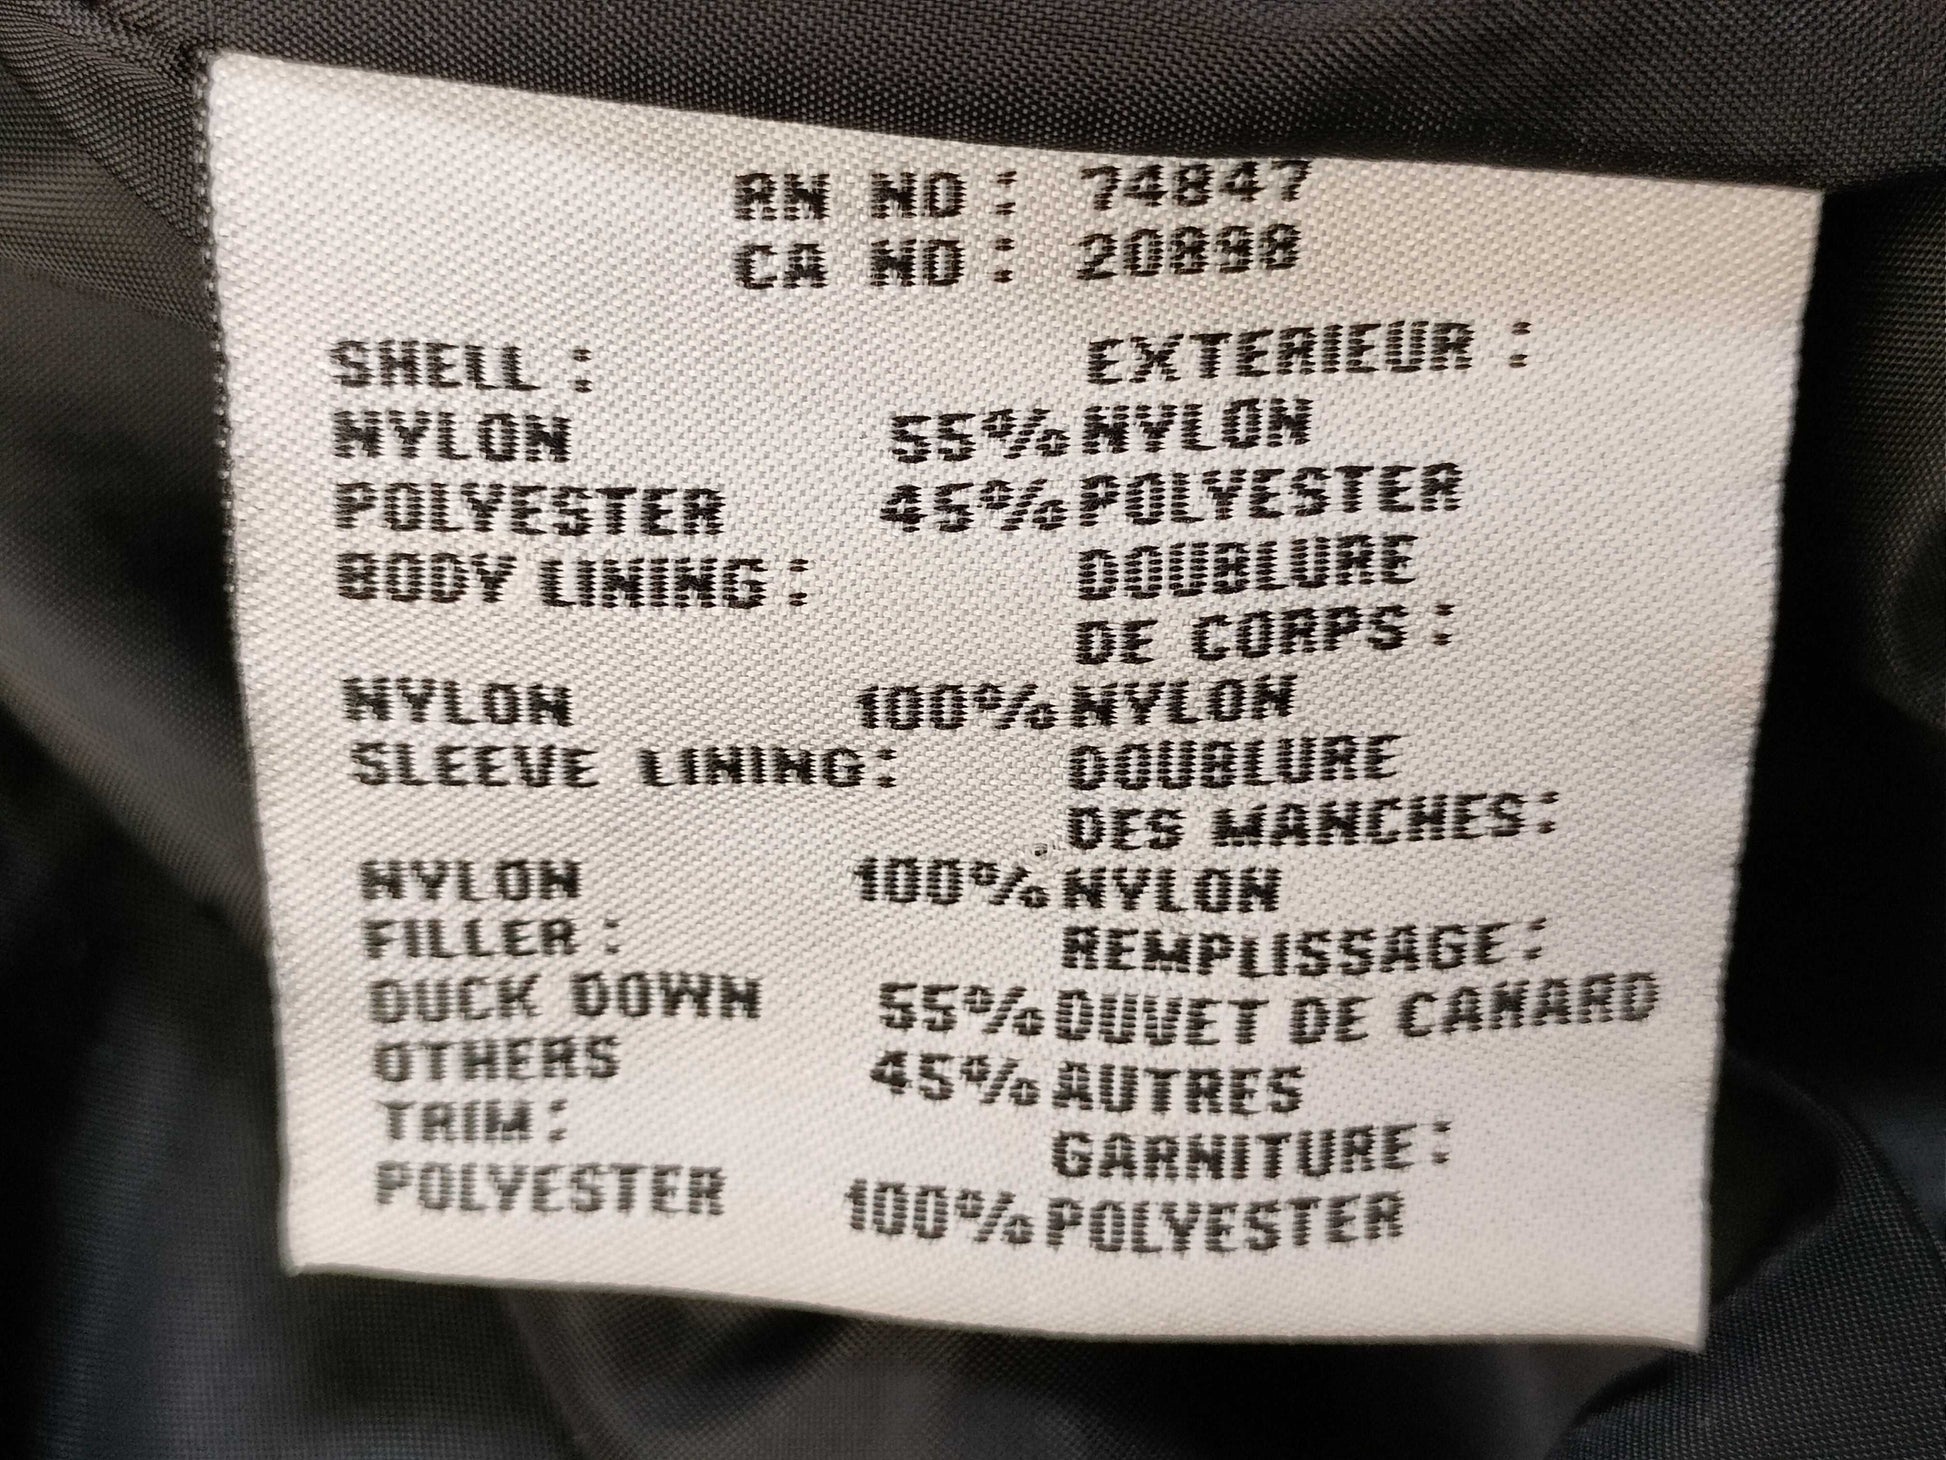 RN NO: 74847
CA NO: 20898
SHELL: EXTERIEUR:
NYLON 55% NYLON
POLYESTER 45% POLYESTER
BODY LINING: DOUBLURE
DE CORPS:
NYLON 100% NYLON
SLEEVE LINING: DOUBLURE
DES MANCHES:
NYLON 100% NYLON
FILLER: REMPLISSAGE:
DUCK DOWN 55% DUVET DE CANARD
OTHERS 45% AUTRES
TRIM: GARNITURE:
POLYESTER 100% POLYESTER